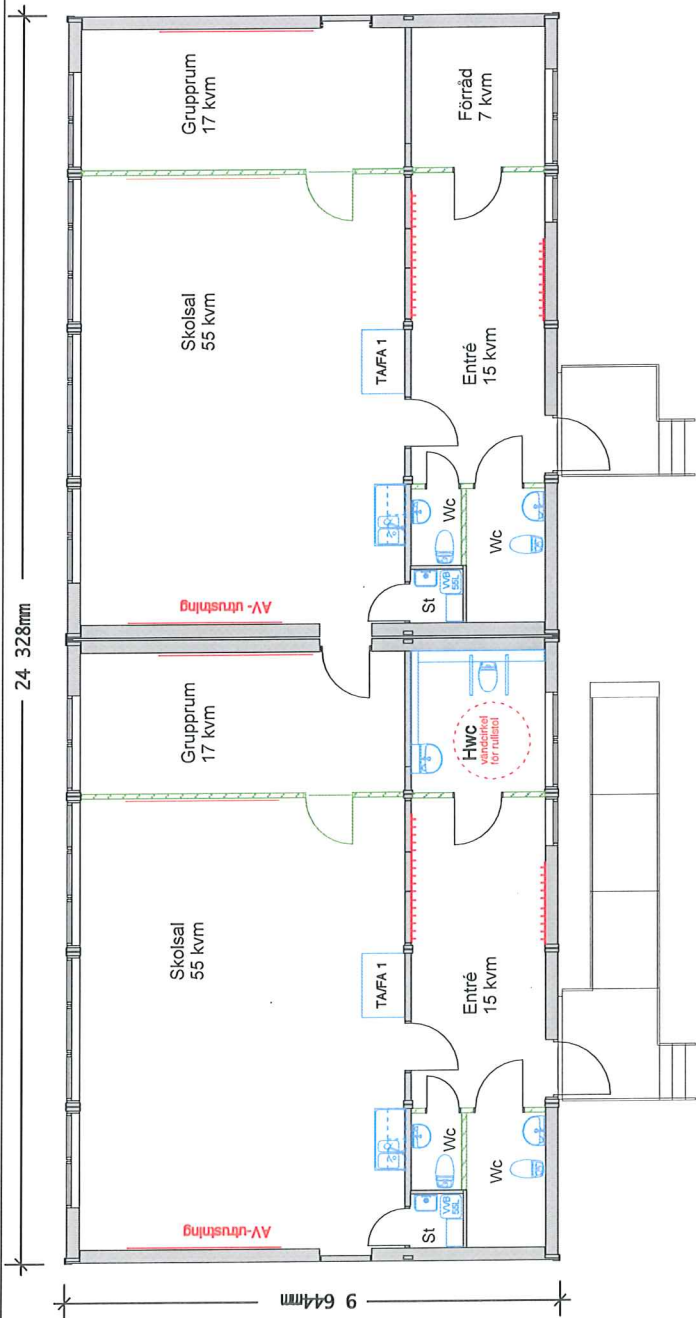 24 328mm
9 644mm
Skolsal
55 kvm
AV-utrustning
TA/FA 1
Grupprum
17 kvm
St
VVB
55L
Wc
Wc
Entré
15 kvm
Hwc
vändcirkel
för rullstol
Skolsal
55 kvm
AV- utrustning
TA/FA 1
Grupprum
17 kvm
St
VVB
55L
Wc
Wc
Entré
15 kvm
Förråd
7 kvm